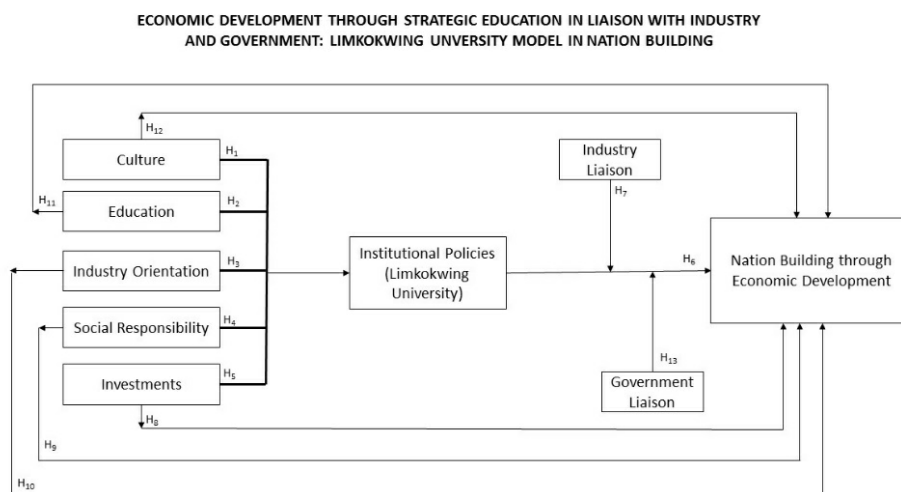 ECONOMIC DEVELOPMENT THROUGH STRATEGIC EDUCATION IN LIAISON WITH INDUSTRY
AND GOVERNMENT: LIMKOKWING UNVERSITY MODEL IN NATION BUILDING
H12
Culture
H1
Industry
Liaison
H7
H11
Education
H2
Industry Orientation
H3
Institutional Policies
(Limkokwing
University)
H6
Nation Building through
Economic Development
Social Responsibility
H4
H13
Investments
H5
Government
Liaison
H8
H9
H10